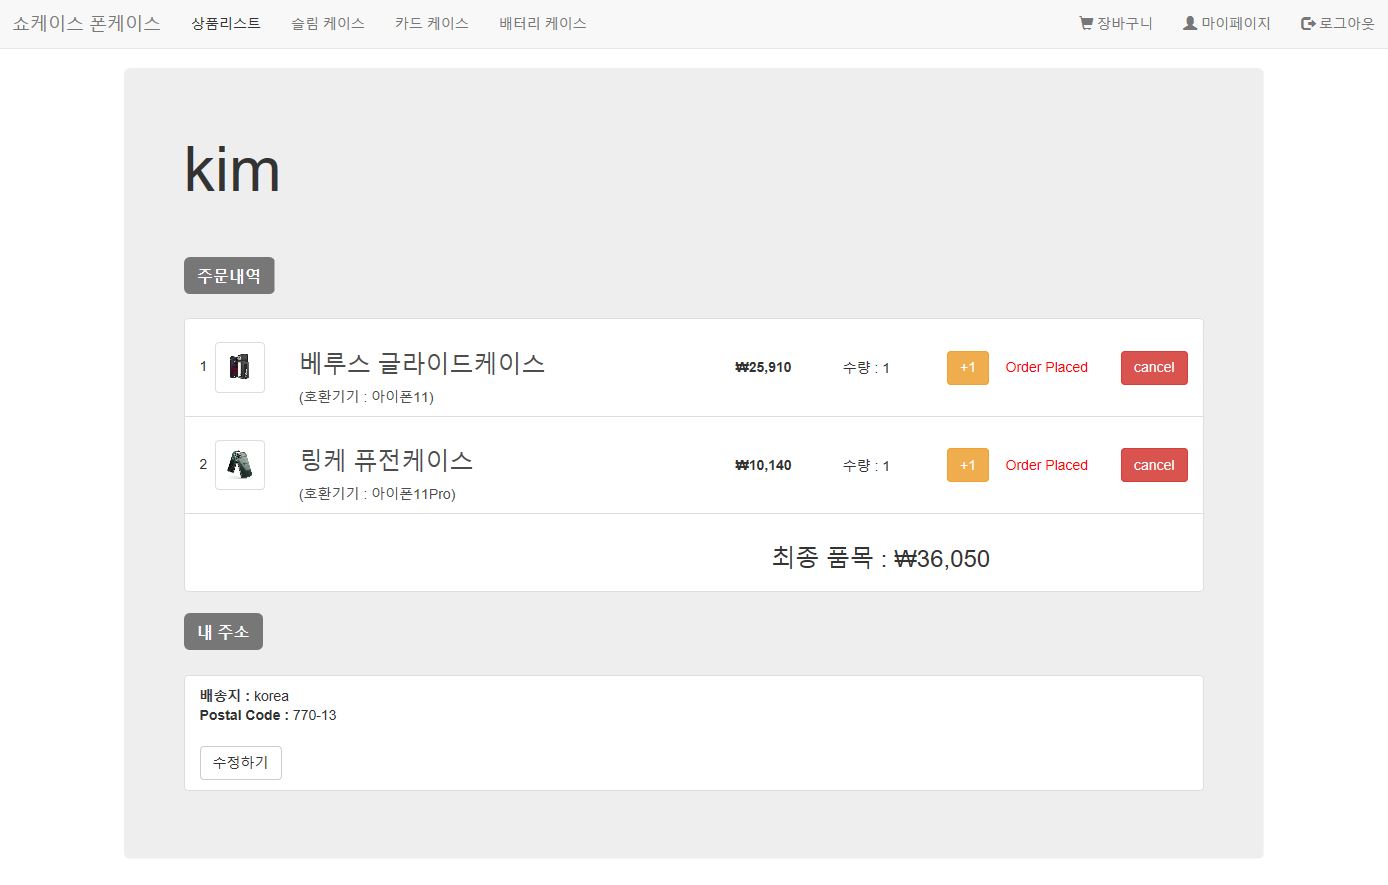 쇼케이스 폰케이스 상품리스트 슬림 케이스 카드 케이스 배터리 케이스 장바구니 마이페이지 로그아웃
kim
주문내역
1 베루스 글라이드케이스 ₩25,910 수량 : 1 +1 Order Placed cancel
(호환기기 : 아이폰11)
2 링케 퓨전케이스 ₩10,140 수량 : 1 +1 Order Placed cancel
(호환기기 : 아이폰11Pro)
최종 품목 : ₩36,050
내 주소
배송지 : korea
Postal Code : 770-13
수정하기